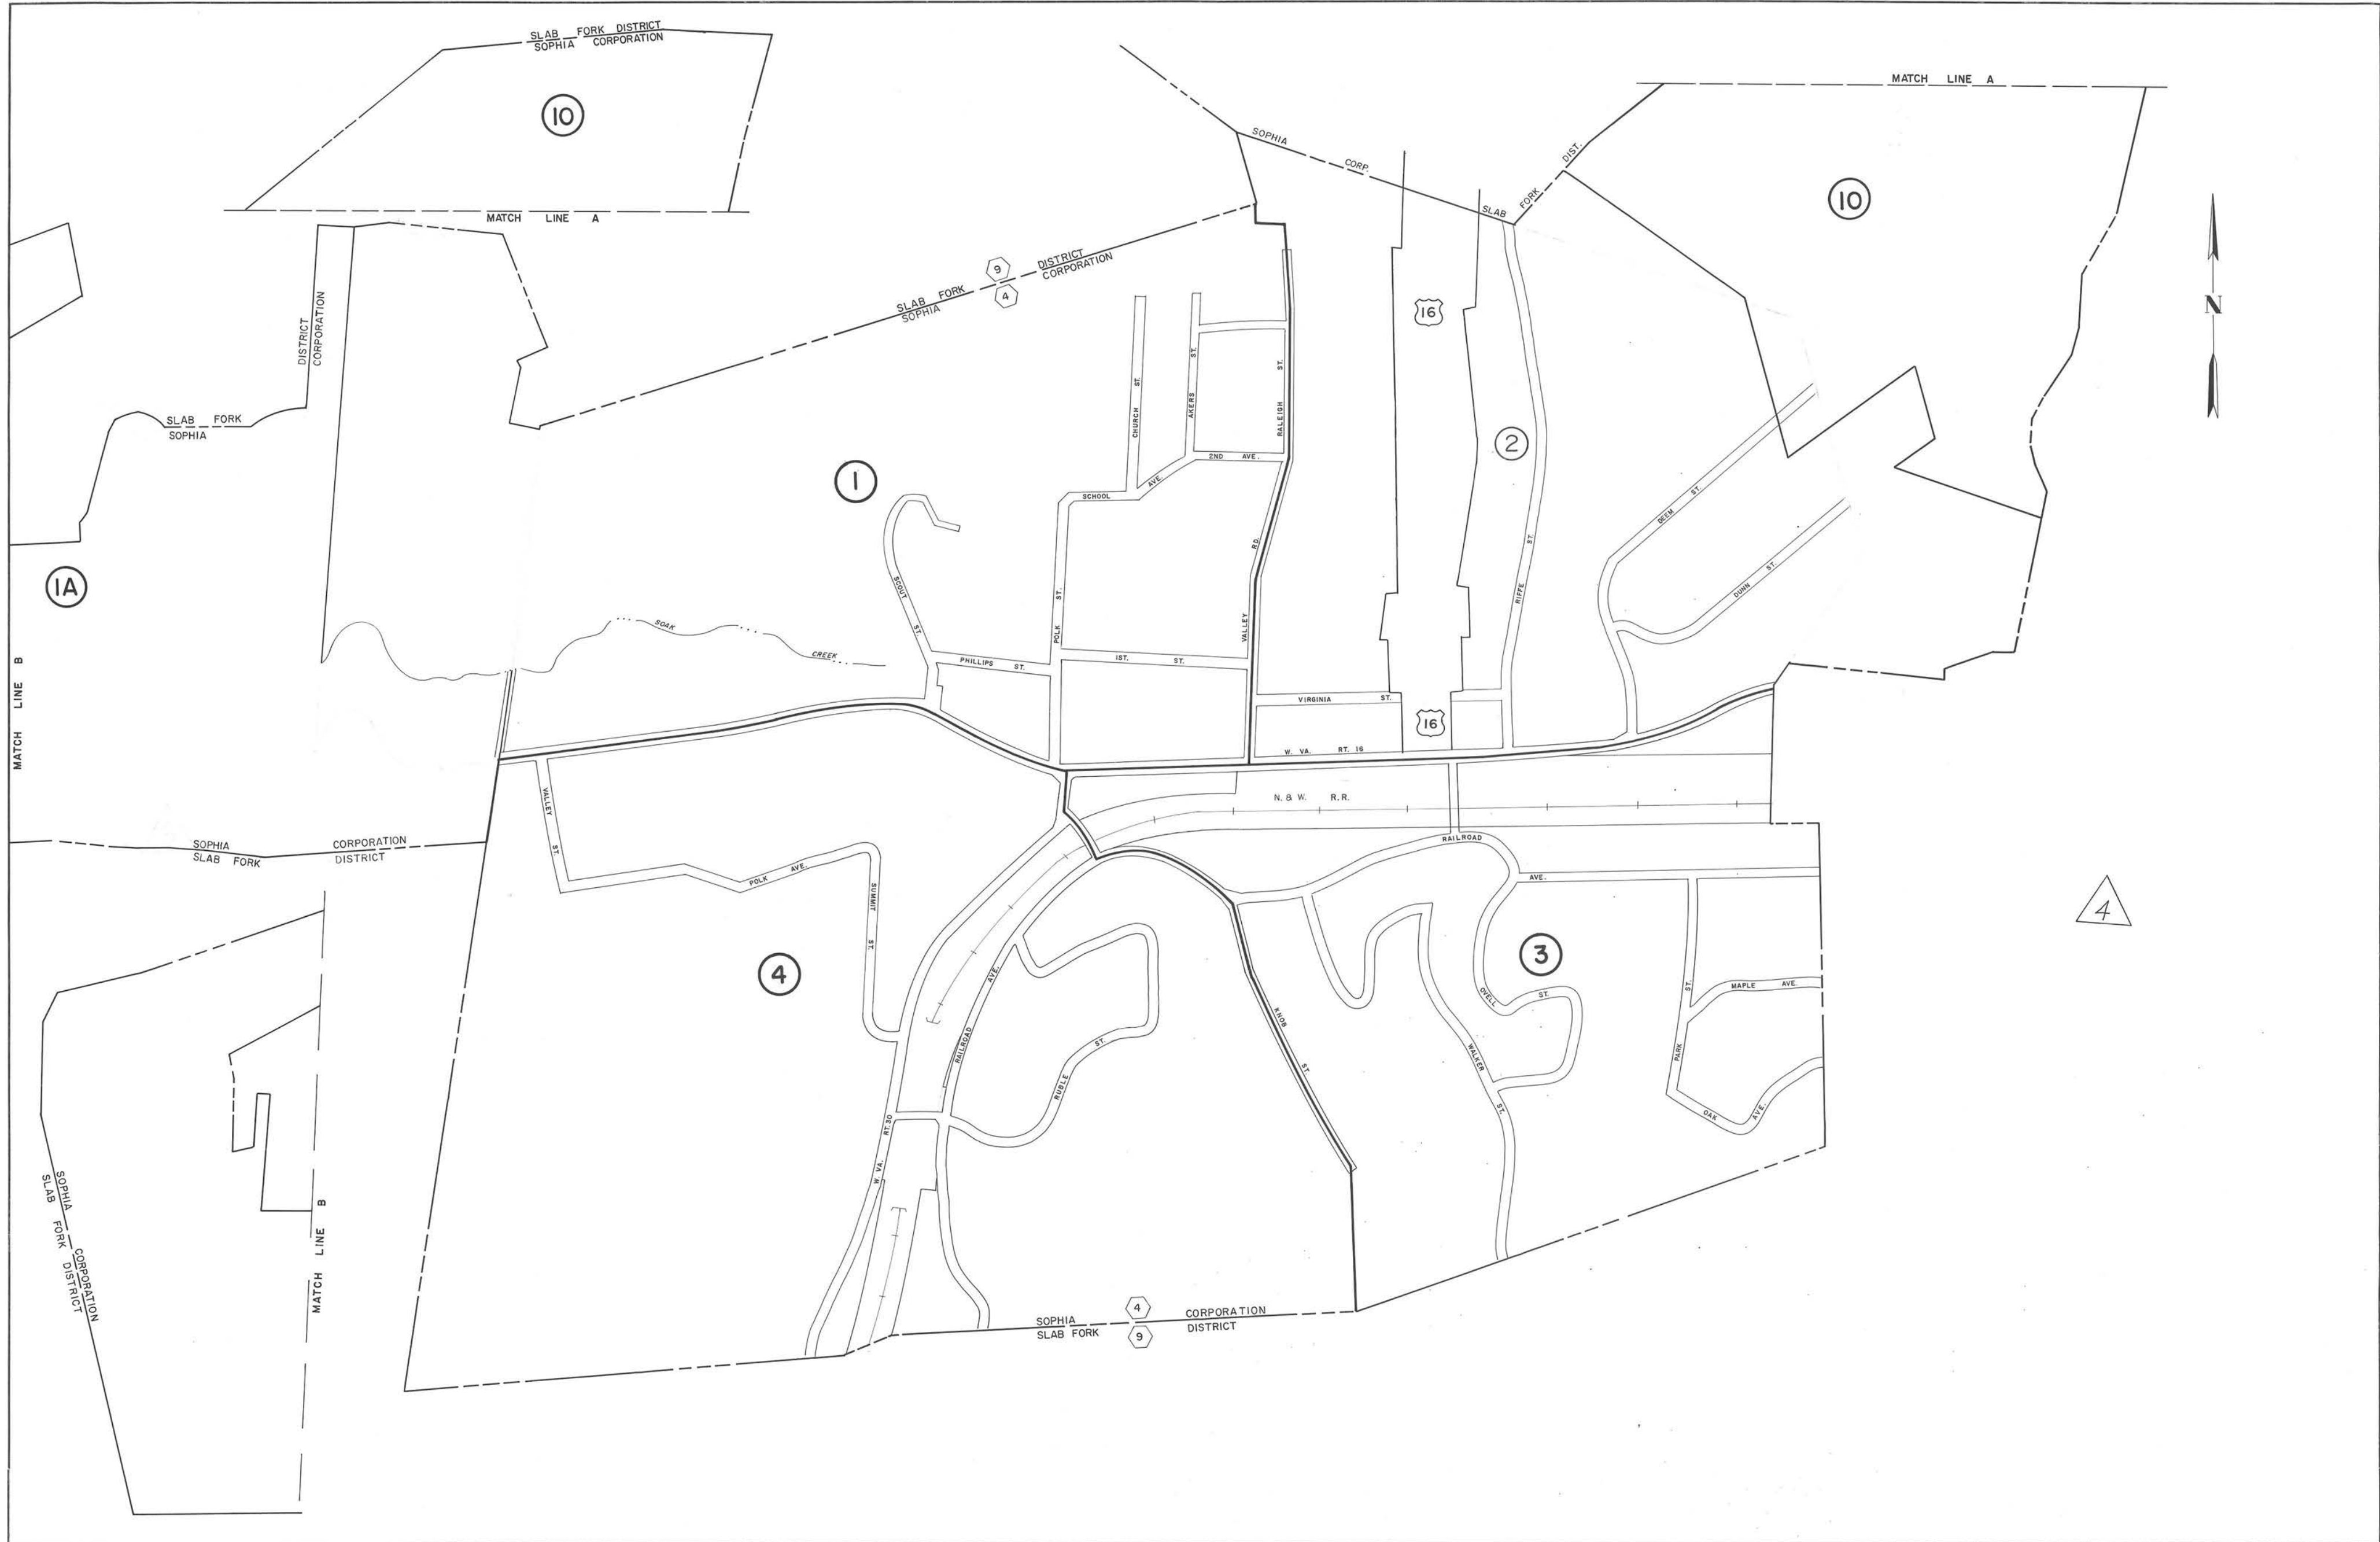 SLAB FORK DISTRICT
SOPHIA CORPORATION
10
MATCH LINE A
MATCH LINE A
10
SOPHIA CORP.
SLAB FORK DIST.
N
DISTRICT
CORPORATION
SLAB FORK
SOPHIA
1A
MATCH LINE B
9
SLAB FORK DISTRICT
SOPHIA CORPORATION
4
16
1
2
CHURCH ST.
AKERS ST.
RALEIGH ST.
2ND AVE.
SCHOOL AVE.
SCOUT ST.
POLK ST.
VALLEY RD.
RIFFE ST.
DEEM ST.
DUNN ST.
SOAK CREEK
PHILLIPS ST.
1ST. ST.
VIRGINIA ST.
16
W. VA. RT. 16
N. & W. R.R.
VALLEY ST.
POLK AVE.
SUMMIT ST.
RAILROAD AVE.
SOPHIA CORPORATION
SLAB FORK DISTRICT
4
3
4
RAILROAD AVE.
RUBLE ST.
KNOB ST.
WALKER ST.
OVELL ST.
PARK ST.
MAPLE AVE.
OAK AVE.
W. VA. RT. 30
SOPHIA CORPORATION
SLAB FORK DISTRICT
MATCH LINE B
4
SOPHIA CORPORATION
SLAB FORK DISTRICT
9